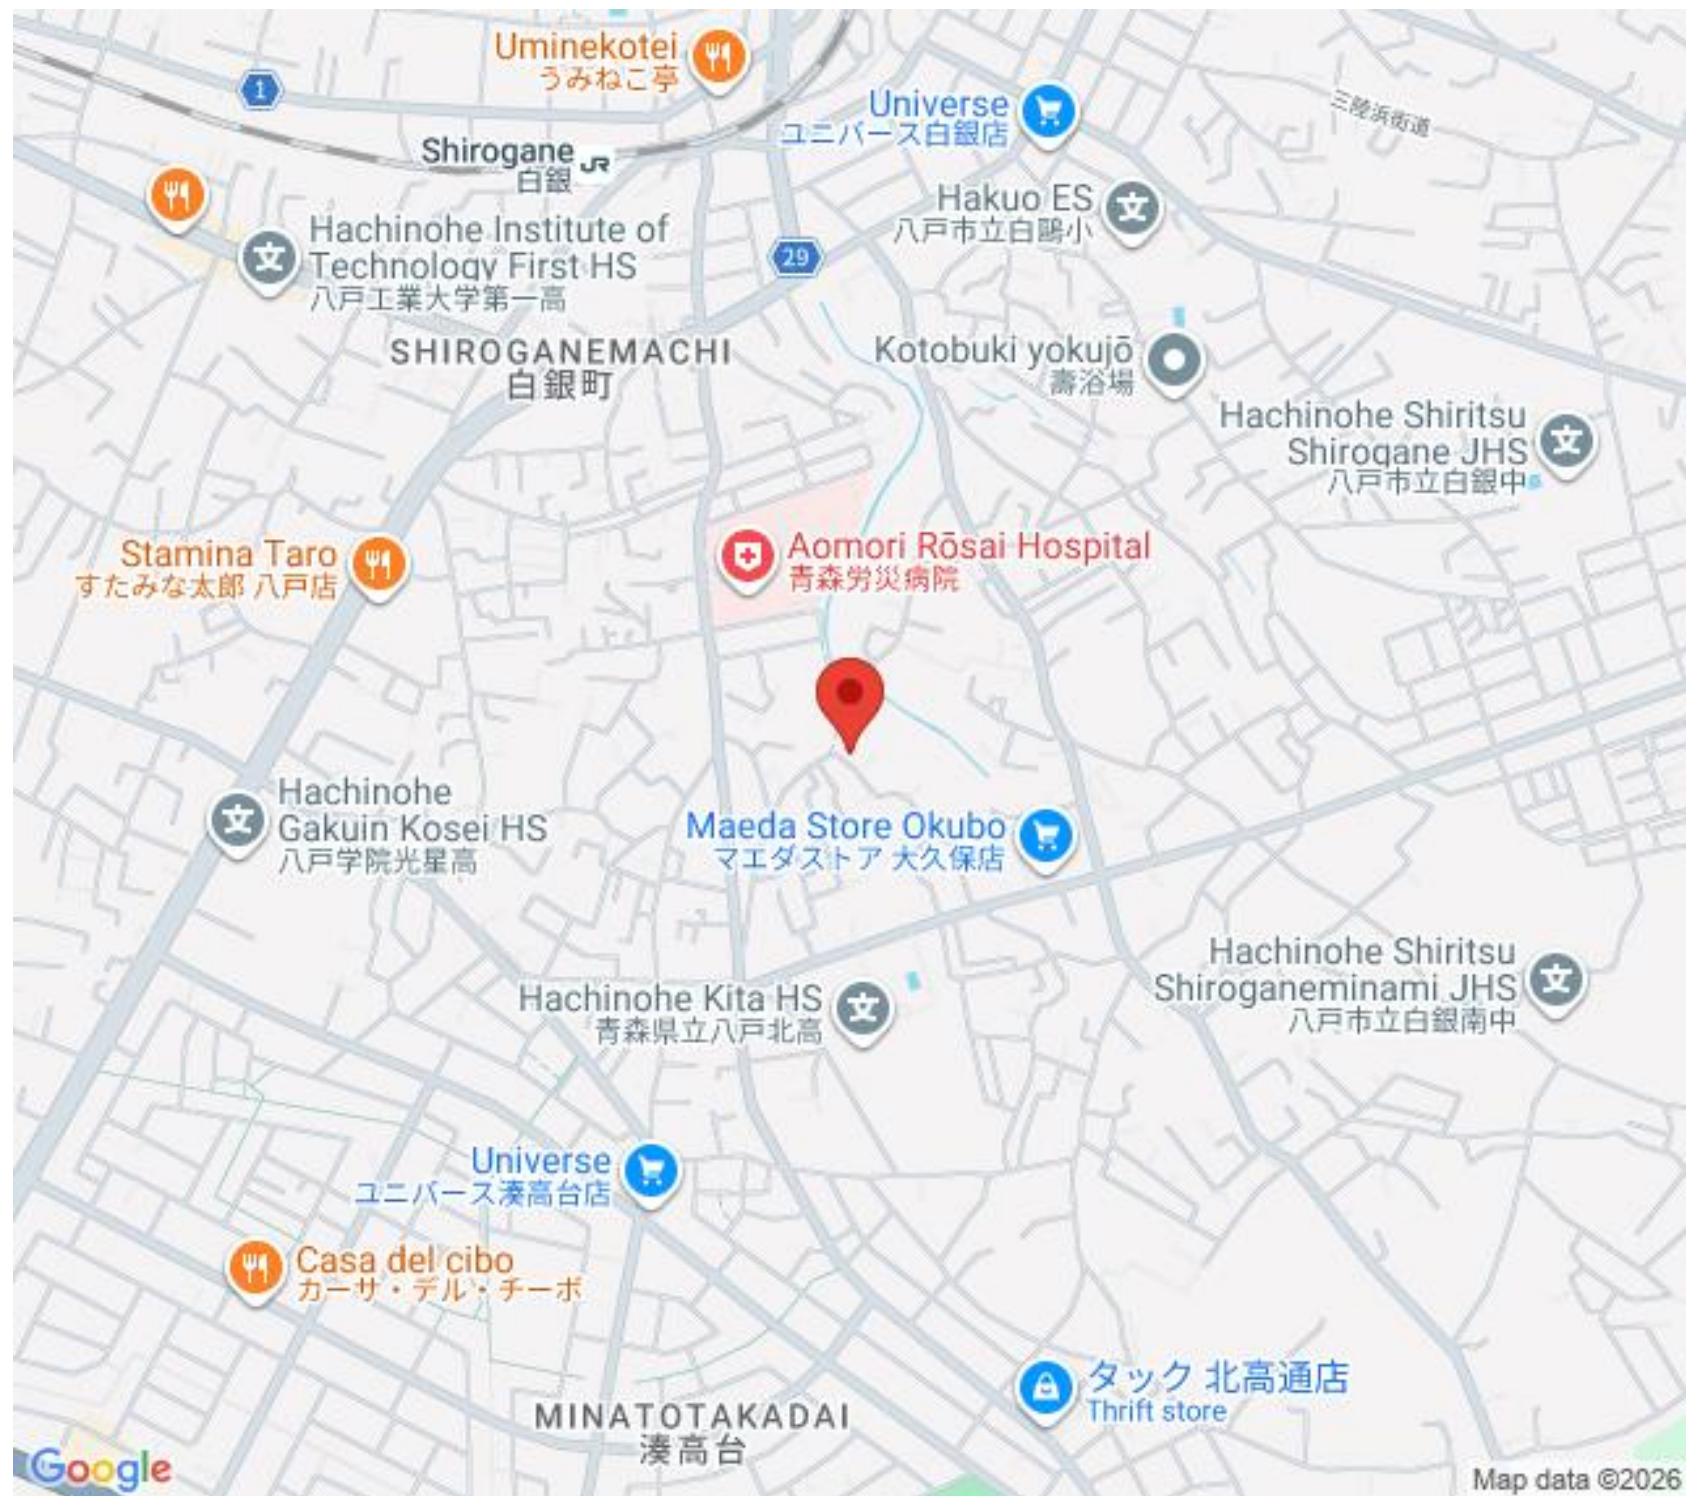 Uminekotei
うみねこ亭
1
Universe
ユニバース白銀店
三陸浜街道
Shirogane JR
白銀
Hakuo ES
八戸市立白鷗小
Hachinohe Institute of
Technology First HS
八戸工業大学第一高
29
SHIROGANEMACHI
白銀町
Kotobuki yokujō
壽浴場
Hachinohe Shiritsu
Shirogane JHS
八戸市立白銀中
Stamina Taro
すたみな太郎 八戸店
Aomori Rōsai Hospital
青森労災病院
Hachinohe
Gakuin Kosei HS
八戸学院光星高
Maeda Store Okubo
マエダストア 大久保店
Hachinohe Shiritsu
Shiroganeminami JHS
八戸市立白銀南中
Hachinohe Kita HS
青森県立八戸北高
Universe
ユニバース湊高台店
Casa del cibo
カーサ・デル・チーボ
タック 北高通店
Thrift store
MINATOTAKADAI
湊高台
Google
Map data ©2026